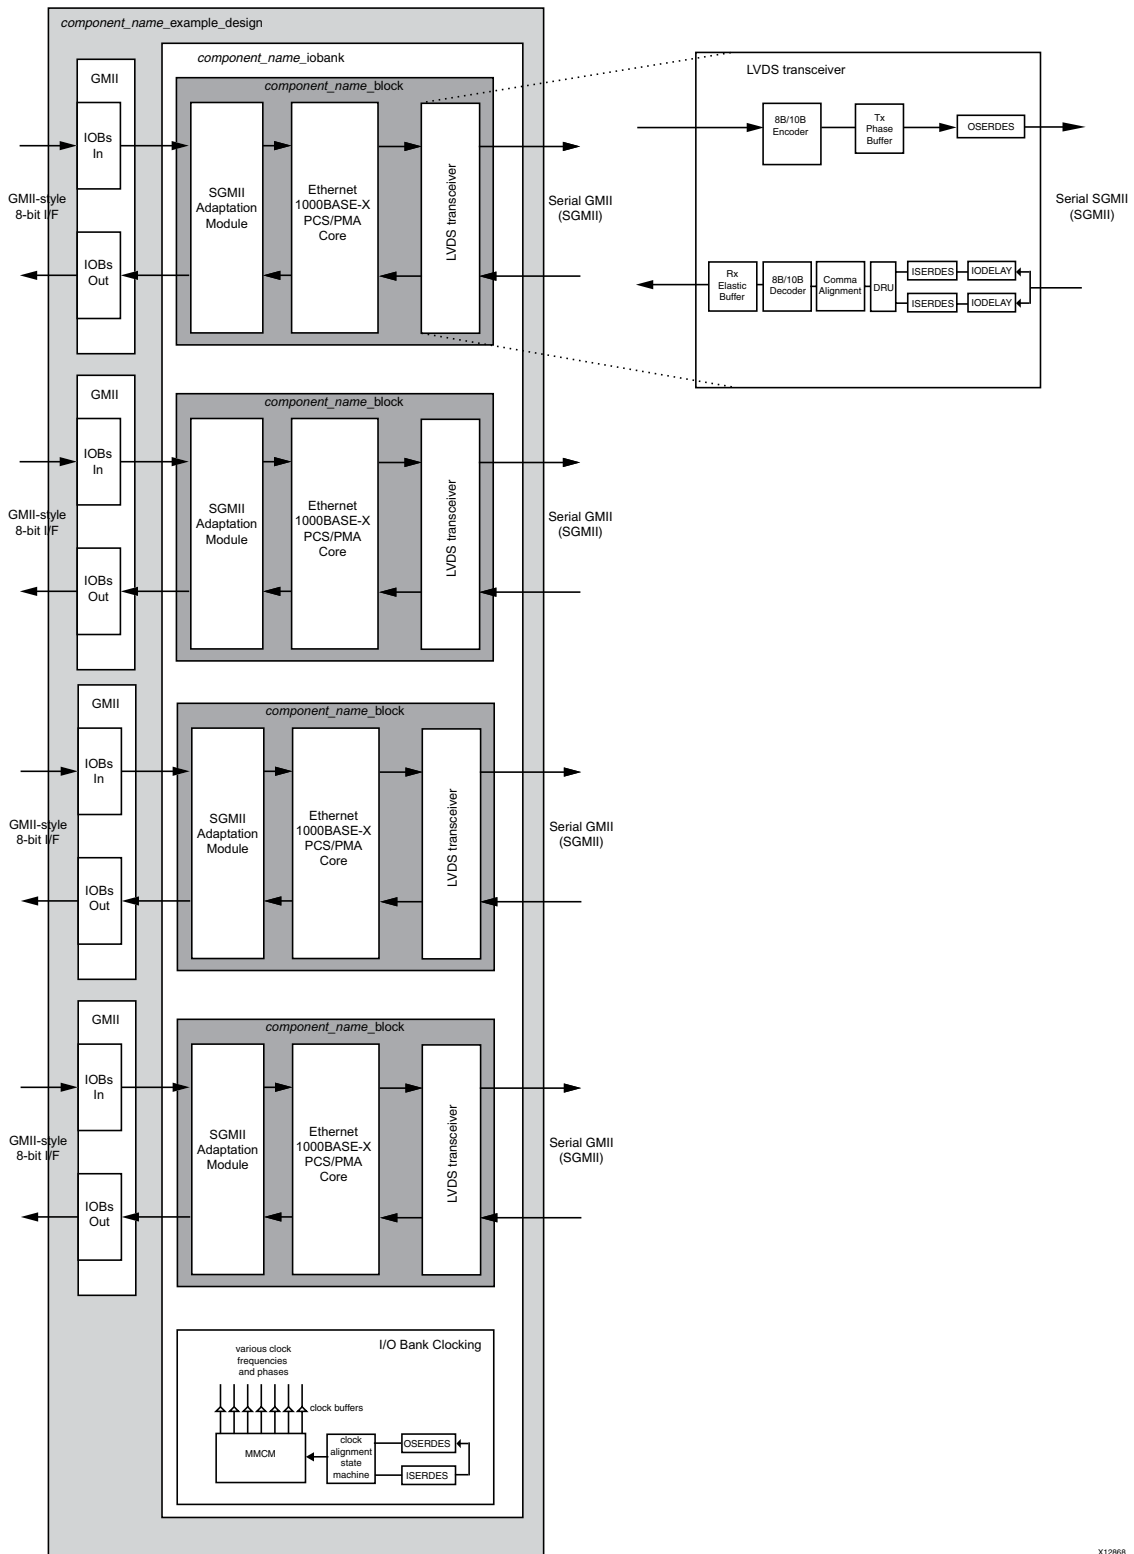 component_name_example_design
component_name_iobank
GMII
component_name_block
LVDS transceiver
IOBs
In
8B/10B
Encoder
Tx
Phase
Buffer
OSERDES
GMII-style
8-bit I/F
SGMII
Adaptation
Module
Ethernet
1000BASE-X
PCS/PMA
Core
LVDS transceiver
Serial GMII
(SGMII)
Serial SGMII
(SGMII)
IOBs
Out
Rx
Elastic
Buffer
8B/10B
Decoder
Comma
Alignment
DRU
ISERDES
IODELAY
ISERDES
IODELAY
GMII
component_name_block
IOBs
In
GMII-style
8-bit I/F
SGMII
Adaptation
Module
Ethernet
1000BASE-X
PCS/PMA
Core
LVDS transceiver
Serial GMII
(SGMII)
IOBs
Out
GMII
component_name_block
IOBs
In
GMII-style
8-bit I/F
SGMII
Adaptation
Module
Ethernet
1000BASE-X
PCS/PMA
Core
LVDS transceiver
Serial GMII
(SGMII)
IOBs
Out
GMII
component_name_block
IOBs
In
GMII-style
8-bit I/F
SGMII
Adaptation
Module
Ethernet
1000BASE-X
PCS/PMA
Core
LVDS transceiver
Serial GMII
(SGMII)
IOBs
Out
I/O Bank Clocking
various clock
frequencies
and phases
clock buffers
MMCM
clock
alignment
state
machine
OSERDES
ISERDES
X12868